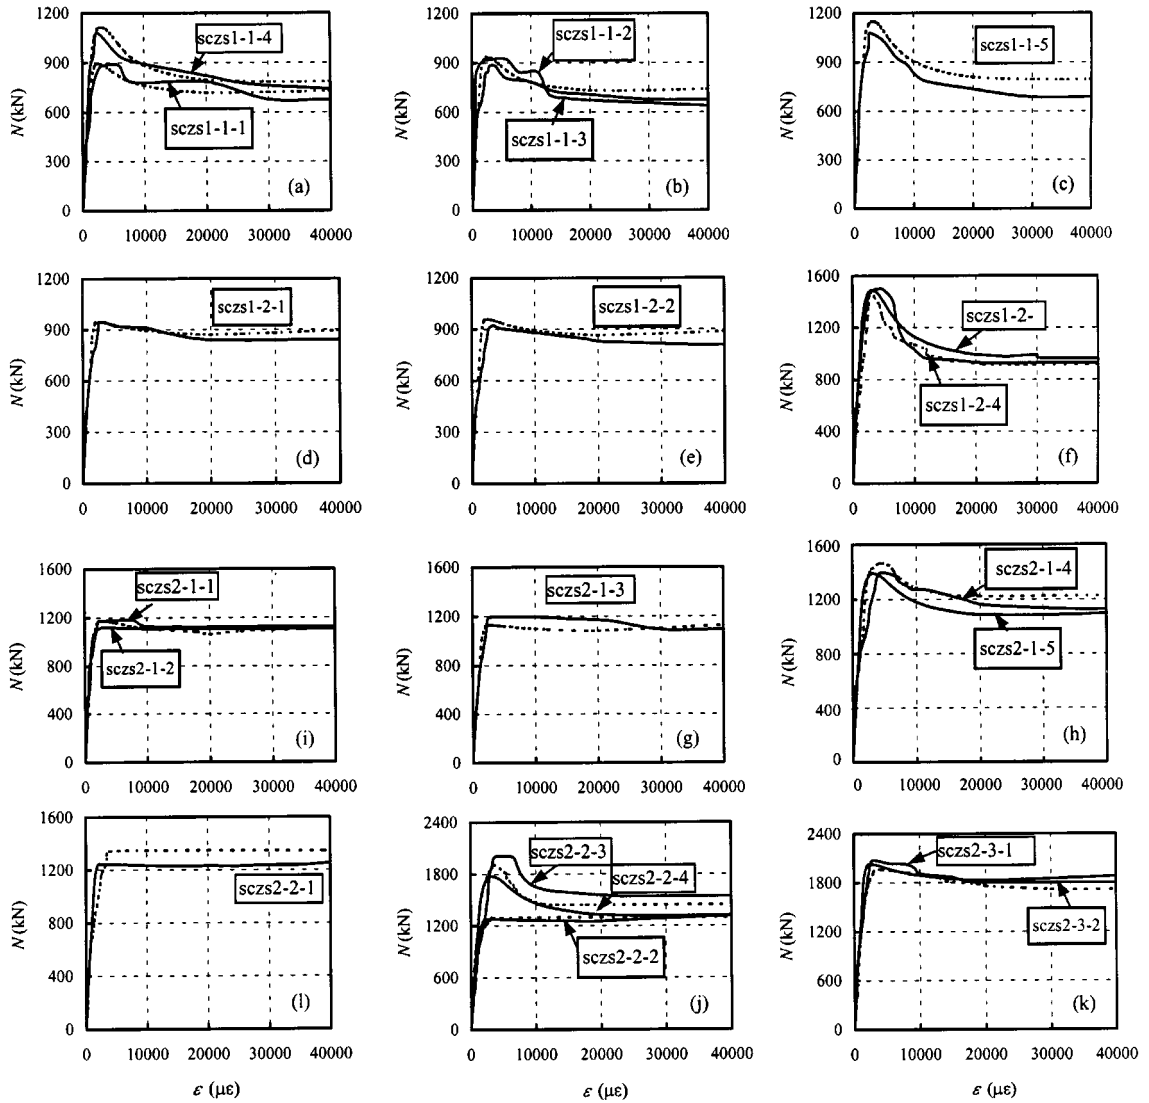 1200
900
600
300
0
N (kN)
sczs1-1-4
sczs1-1-1
(a)
0 10000 20000 30000 40000
1200
900
600
300
0
N (kN)
sczs1-1-2
sczs1-1-3
(b)
0 10000 20000 30000 40000
1200
900
600
300
0
N (kN)
sczs1-1-5
(c)
0 10000 20000 30000 40000
1200
900
600
300
0
N (kN)
sczs1-2-1
(d)
0 10000 20000 30000 40000
1200
900
600
300
0
N (kN)
sczs1-2-2
(e)
0 10000 20000 30000 40000
1600
1200
800
400
0
N (kN)
sczs1-2-
sczs1-2-4
(f)
0 10000 20000 30000 40000
1600
1200
800
400
0
N (kN)
sczs2-1-1
sczs2-1-2
(i)
0 10000 20000 30000 40000
1600
1200
800
400
0
N (kN)
sczs2-1-3
(g)
0 10000 20000 30000 40000
1600
1200
800
400
0
N (kN)
sczs2-1-4
sczs2-1-5
(h)
0 10000 20000 30000 40000
1600
1200
800
400
0
N (kN)
sczs2-2-1
(l)
0 10000 20000 30000 40000
ε (με)
2400
1800
1200
600
0
N (kN)
sczs2-2-3
sczs2-2-4
sczs2-2-2
(j)
0 10000 20000 30000 40000
ε (με)
2400
1800
1200
600
0
N (kN)
sczs2-3-1
sczs2-3-2
(k)
0 10000 20000 30000 40000
ε (με)